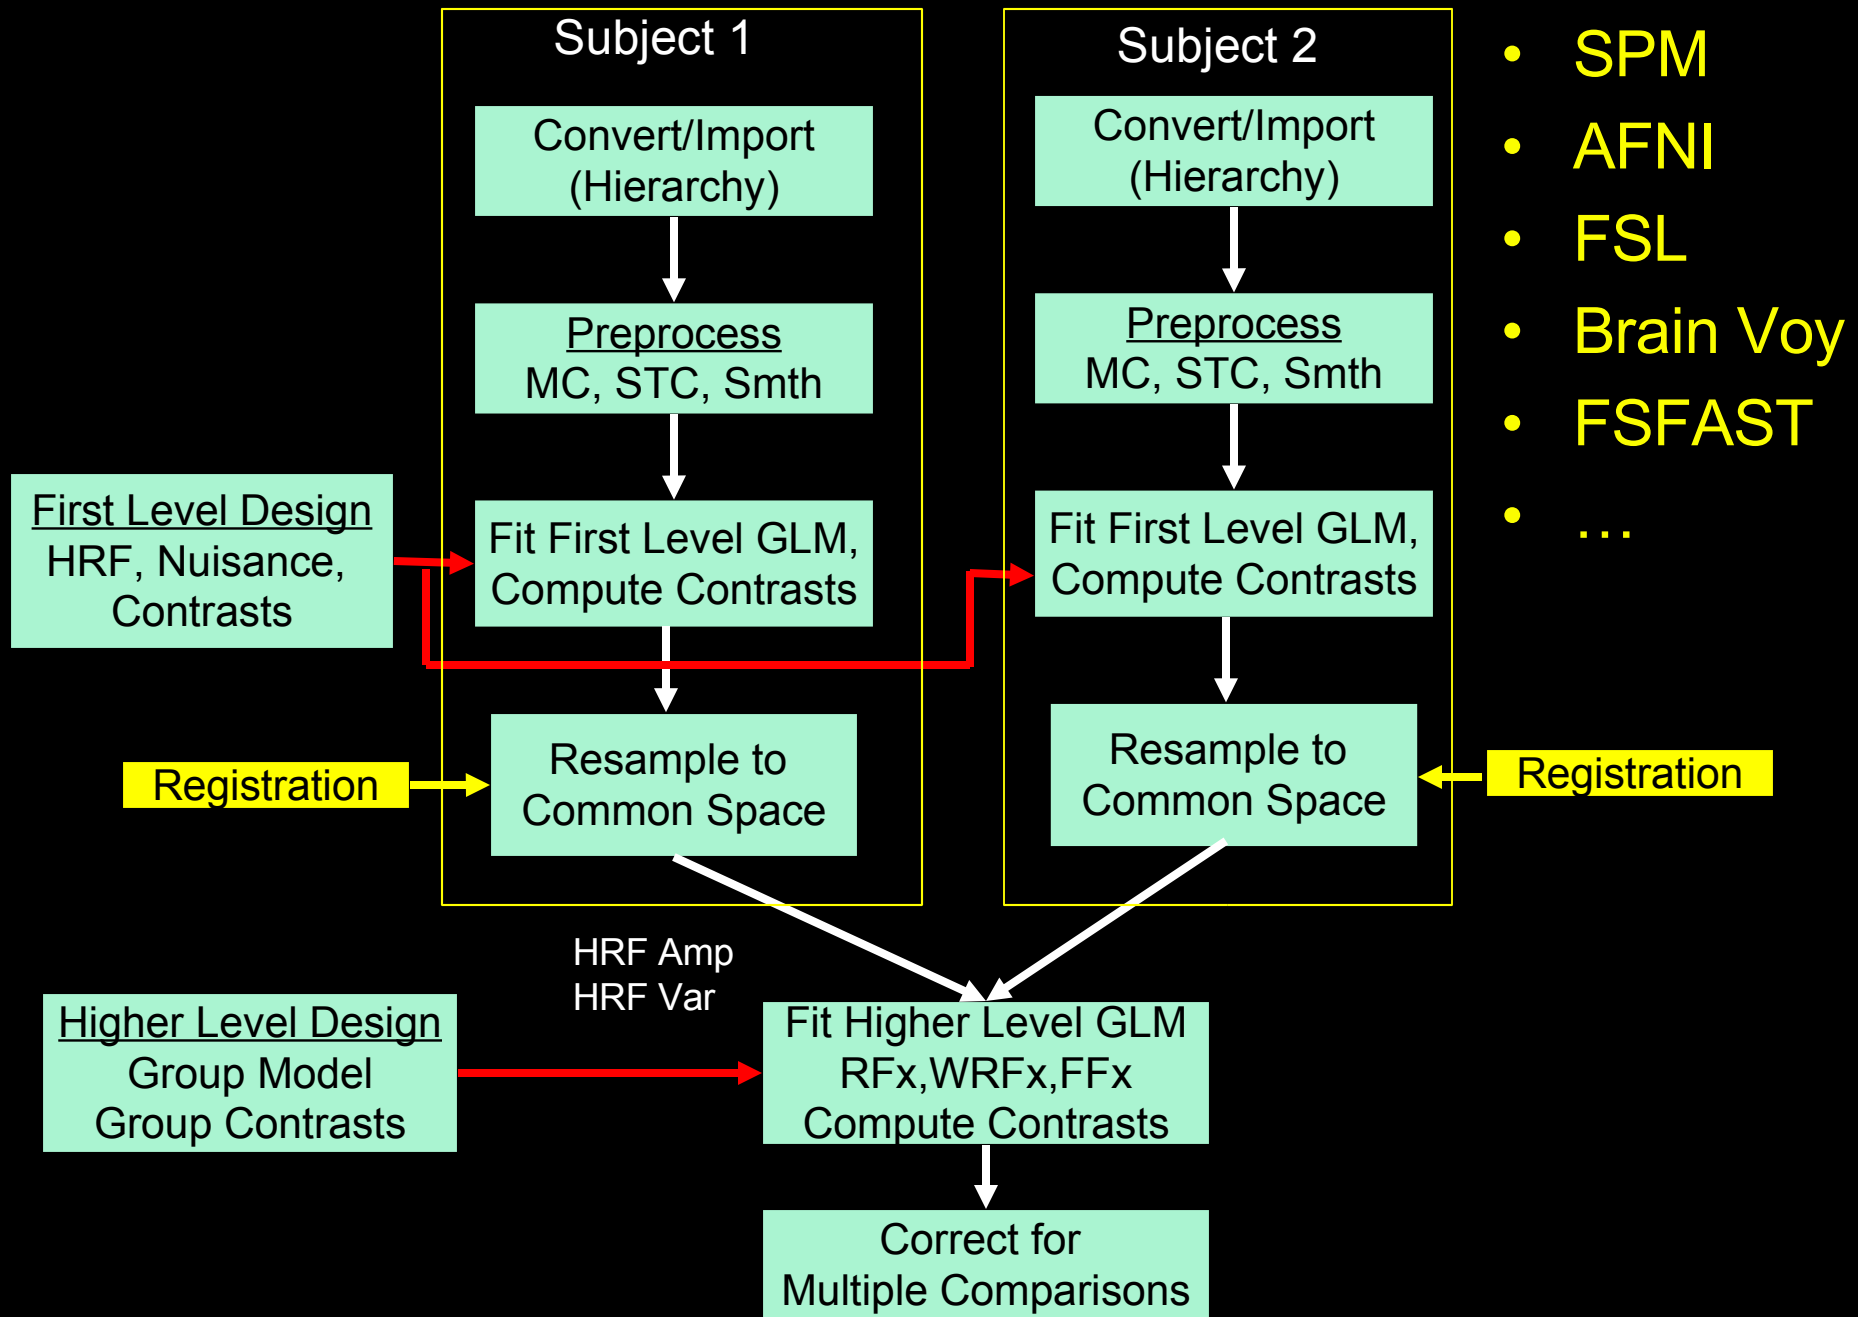 Subject 1
Convert/Import
(Hierarchy)
Preprocess
MC, STC, Smth
Fit First Level GLM,
Compute Contrasts
Resample to
Common Space
Subject 2
Convert/Import
(Hierarchy)
Preprocess
MC, STC, Smth
Fit First Level GLM,
Compute Contrasts
Resample to
Common Space
• SPM
• AFNI
• FSL
• Brain Voy
• FSFAST
• …
First Level Design
HRF, Nuisance,
Contrasts
Registration
Registration
HRF Amp
HRF Var
Higher Level Design
Group Model
Group Contrasts
Fit Higher Level GLM
RFx,WRFx,FFx
Compute Contrasts
Correct for
Multiple Comparisons